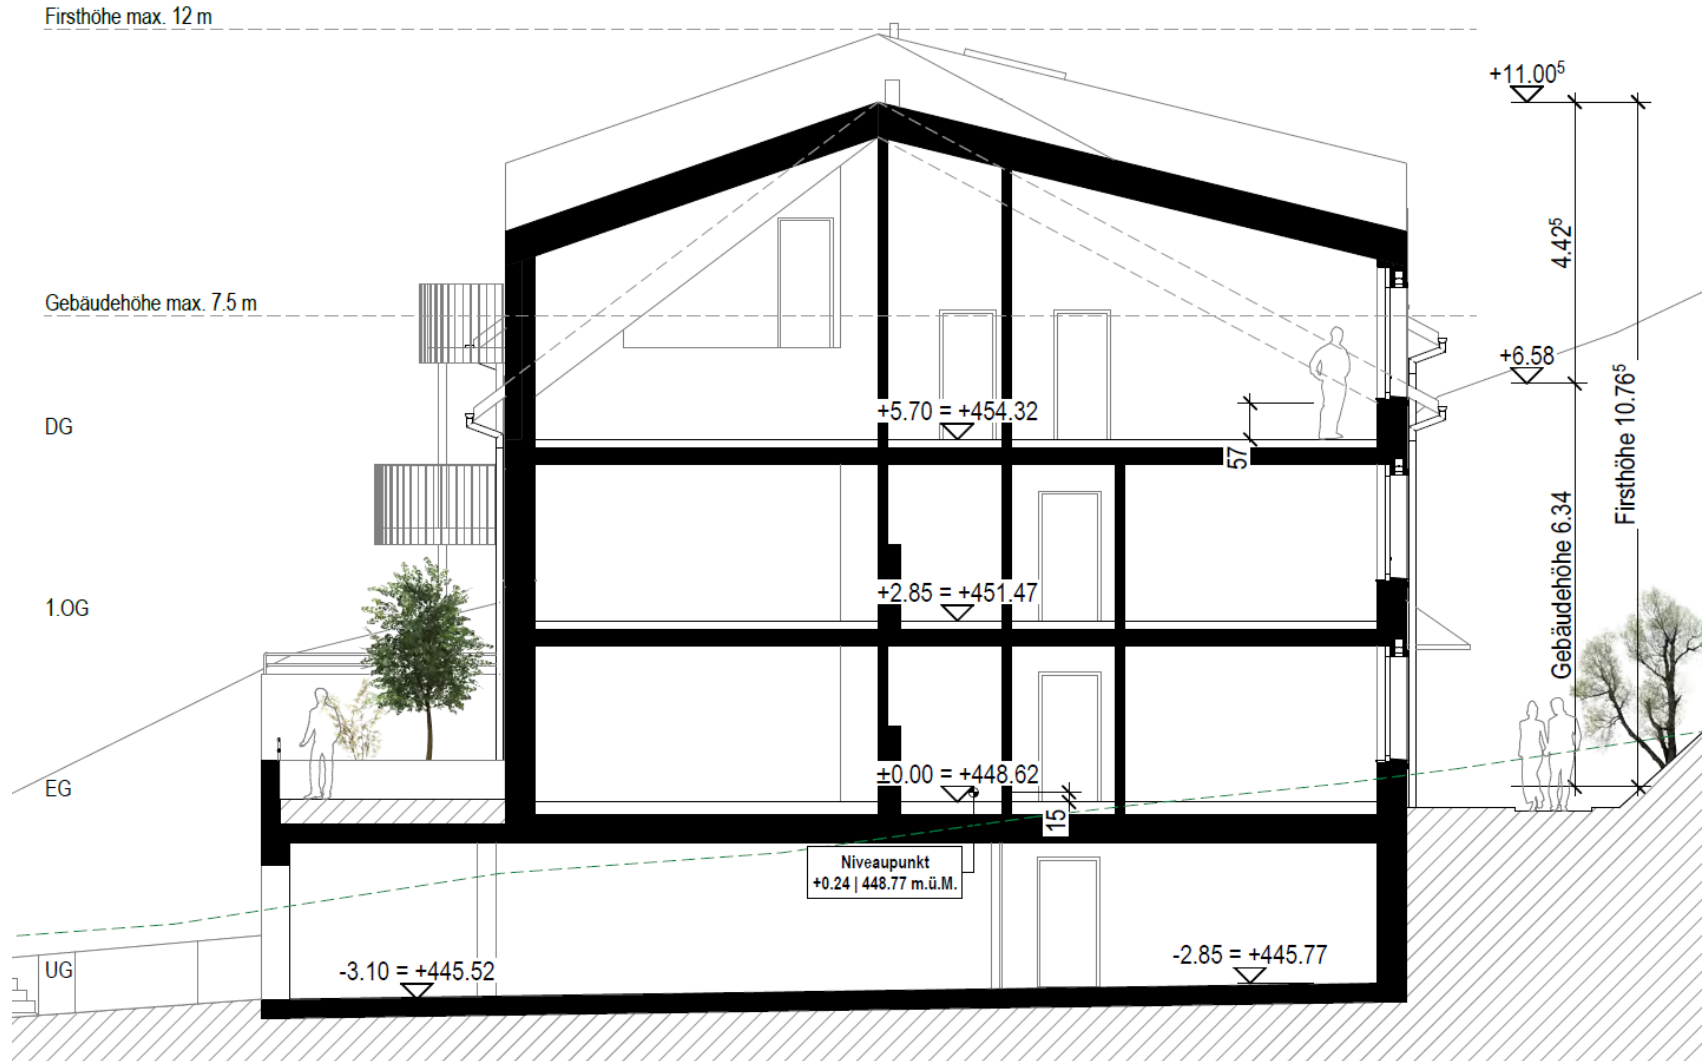 Firsthöhe max. 12 m
+11.00⁵
4.42⁵
Gebäudehöhe max. 7.5 m
+6.58
Firsthöhe 10.76⁵
DG
+5.70 = +454.32
57
Gebäudehöhe 6.34
1.OG
+2.85 = +451.47
EG
±0.00 = +448.62
15
Niveaupunkt
+0.24 | 448.77 m.ü.M.
UG
-3.10 = +445.52
-2.85 = +445.77